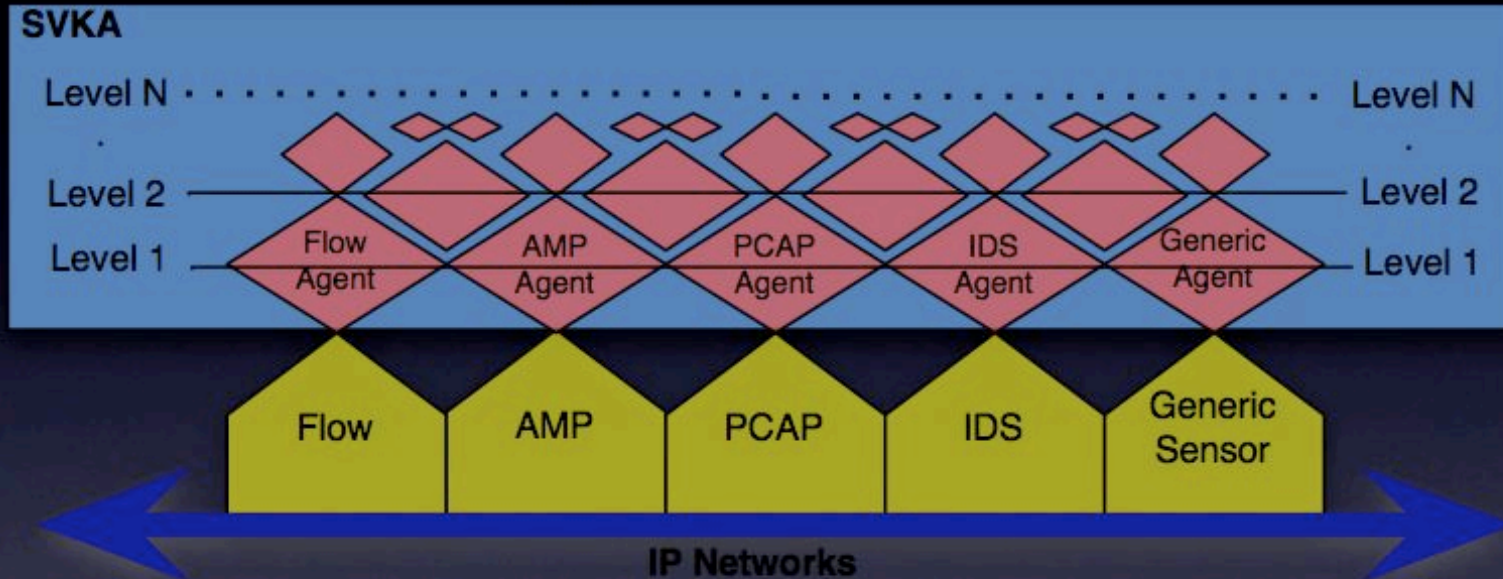 SVKA
Level N
Level N
Level 2
Level 2
Level 1
Level 1
Flow
Agent
AMP
Agent
PCAP
Agent
IDS
Agent
Generic
Agent
Flow
AMP
PCAP
IDS
Generic
Sensor
IP Networks